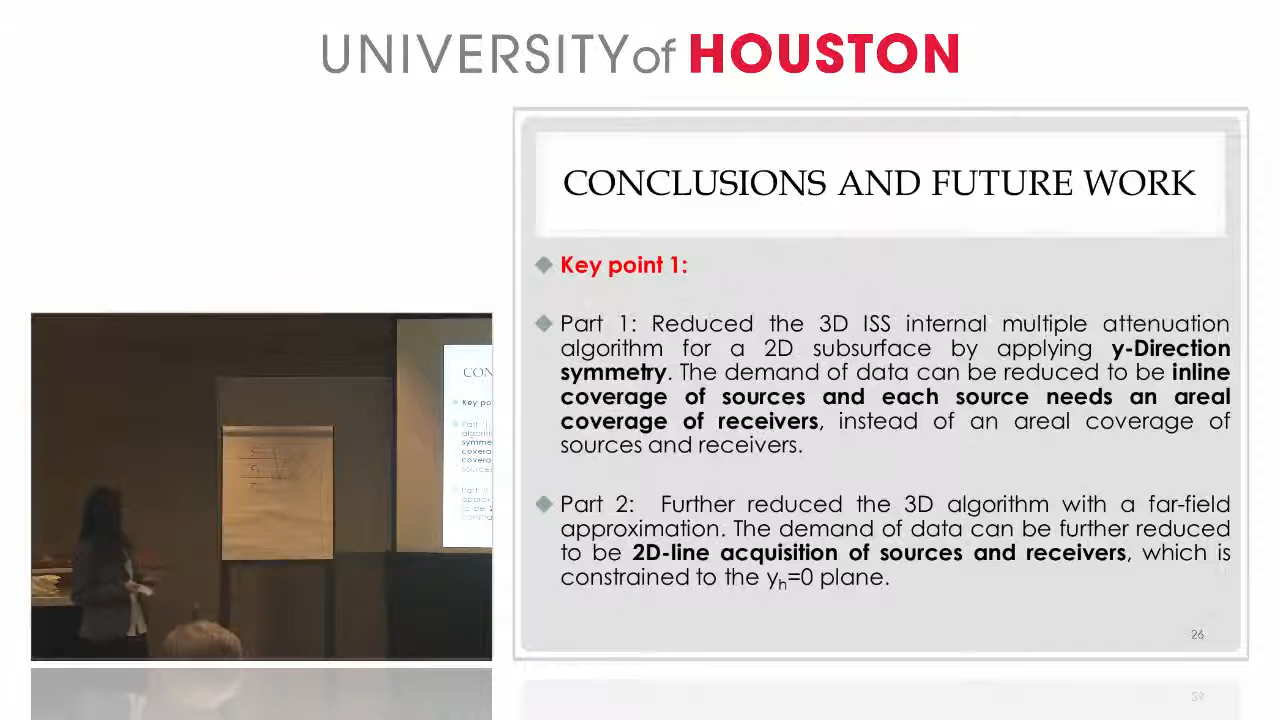 UNIVERSITY of HOUSTON
CONCLUSIONS AND FUTURE WORK
Key point 1:
Part 1: Reduced the 3D ISS internal multiple attenuation
algorithm for a 2D subsurface by applying y-Direction
symmetry. The demand of data can be reduced to be inline
coverage of sources and each source needs an areal
coverage of receivers, instead of an areal coverage of
sources and receivers.
Part 2: Further reduced the 3D algorithm with a far-field
approximation. The demand of data can be further reduced
to be 2D-line acquisition of sources and receivers, which is
constrained to the yh=0 plane.
26
CON
Key po